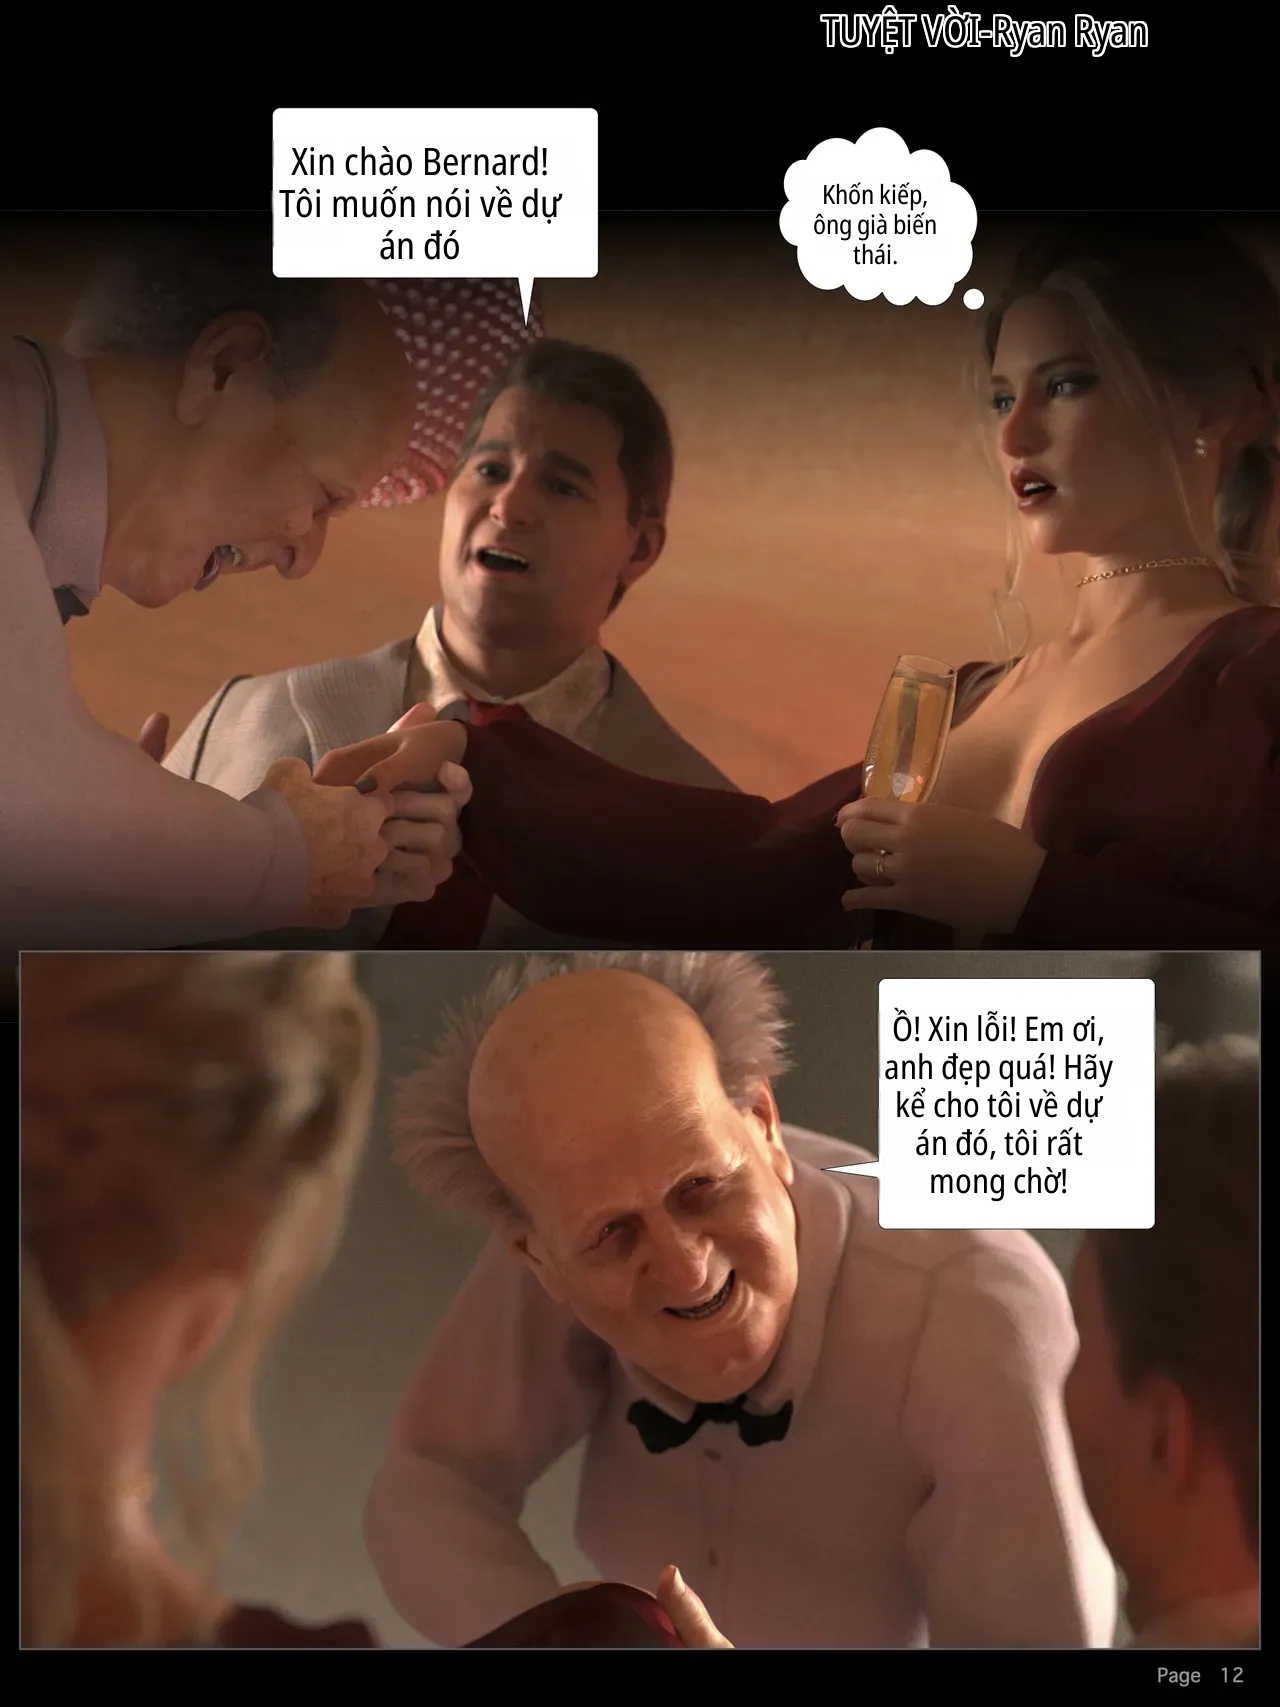 TUYỆT VỜI-Ryan Ryan
Xin chào Bernard!
Tôi muốn nói về dự
án đó
Khốn kiếp,
ông già biến
thái.
Ồ! Xin lỗi! Em ơi,
anh đẹp quá! Hãy
kể cho tôi về dự
án đó, tôi rất
mong chờ!
Page 12